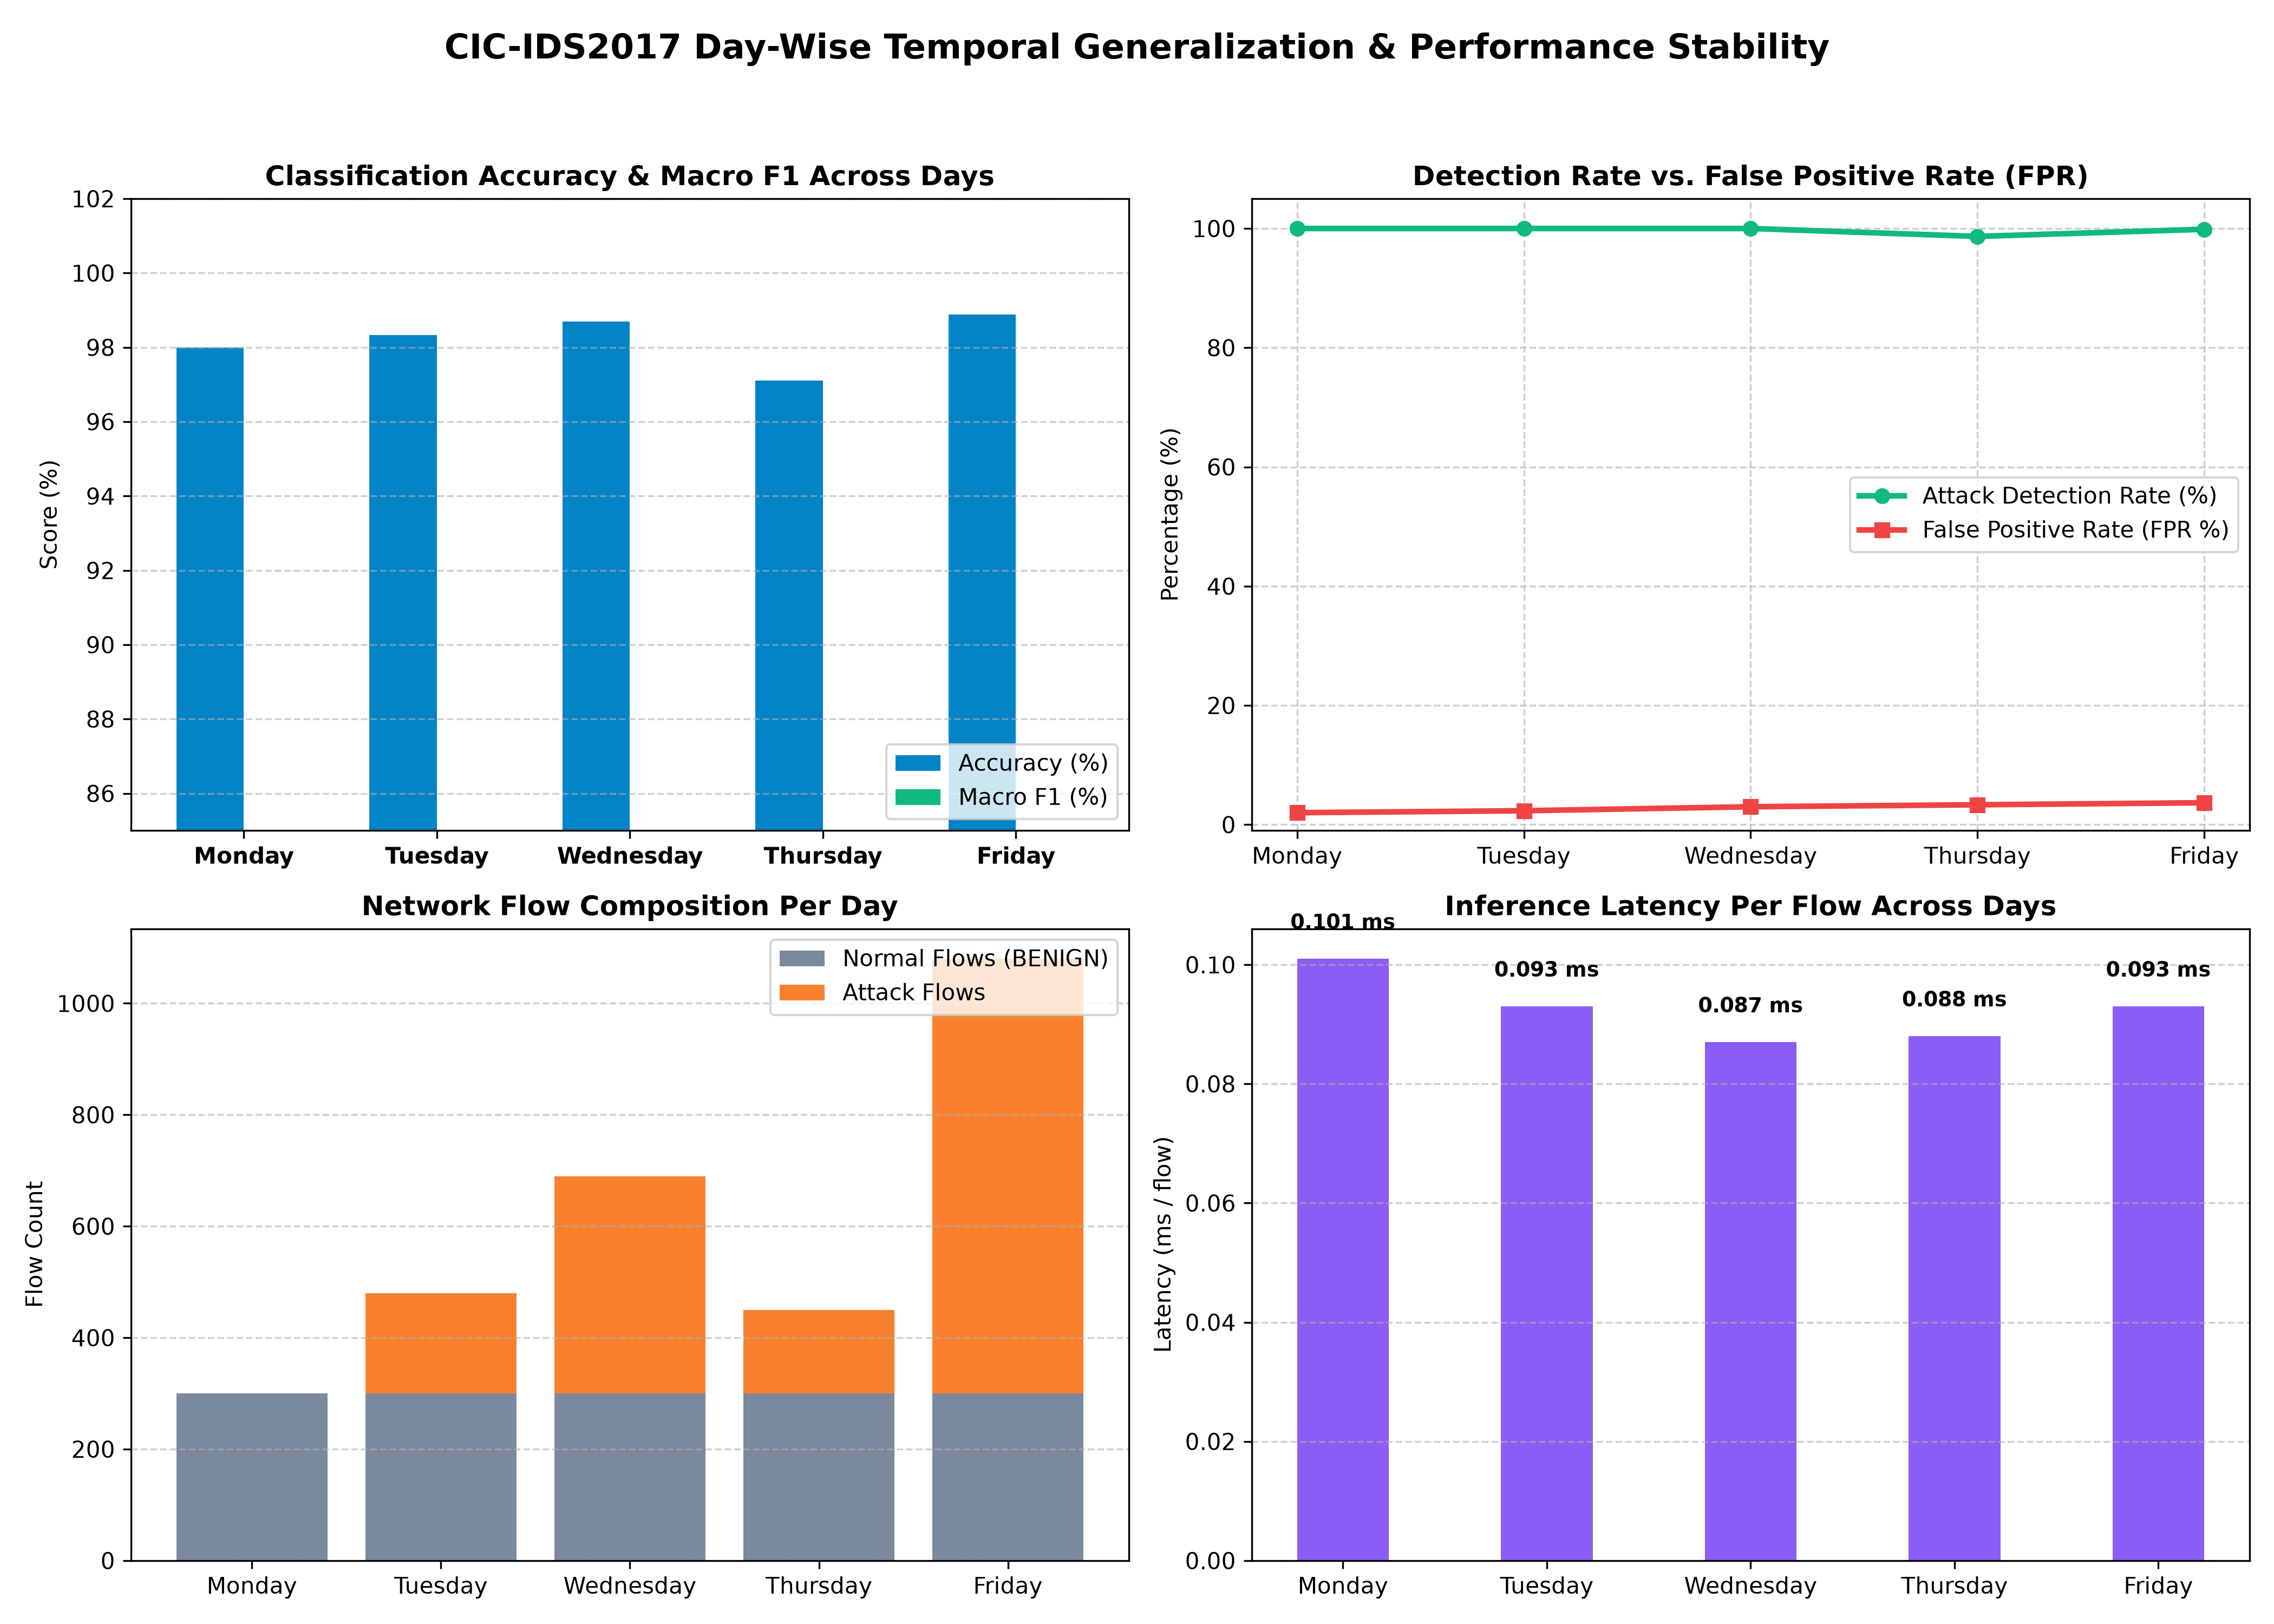 CIC-IDS2017 Day-Wise Temporal Generalization & Performance Stability
Classification Accuracy & Macro F1 Across Days
102
100
98
96
94
92
90
88
86
Score (%)
Accuracy (%)
Macro F1 (%)
Monday Tuesday Wednesday Thursday Friday
Detection Rate vs. False Positive Rate (FPR)
100
80
60
40
20
0
Percentage (%)
Attack Detection Rate (%)
False Positive Rate (FPR %)
Monday Tuesday Wednesday Thursday Friday
Network Flow Composition Per Day
1000
800
600
400
200
0
Flow Count
Normal Flows (BENIGN)
Attack Flows
Monday Tuesday Wednesday Thursday Friday
Inference Latency Per Flow Across Days
0.101 ms
0.093 ms
0.087 ms
0.088 ms
0.093 ms
0.10
0.08
0.06
0.04
0.02
0.00
Latency (ms / flow)
Monday Tuesday Wednesday Thursday Friday